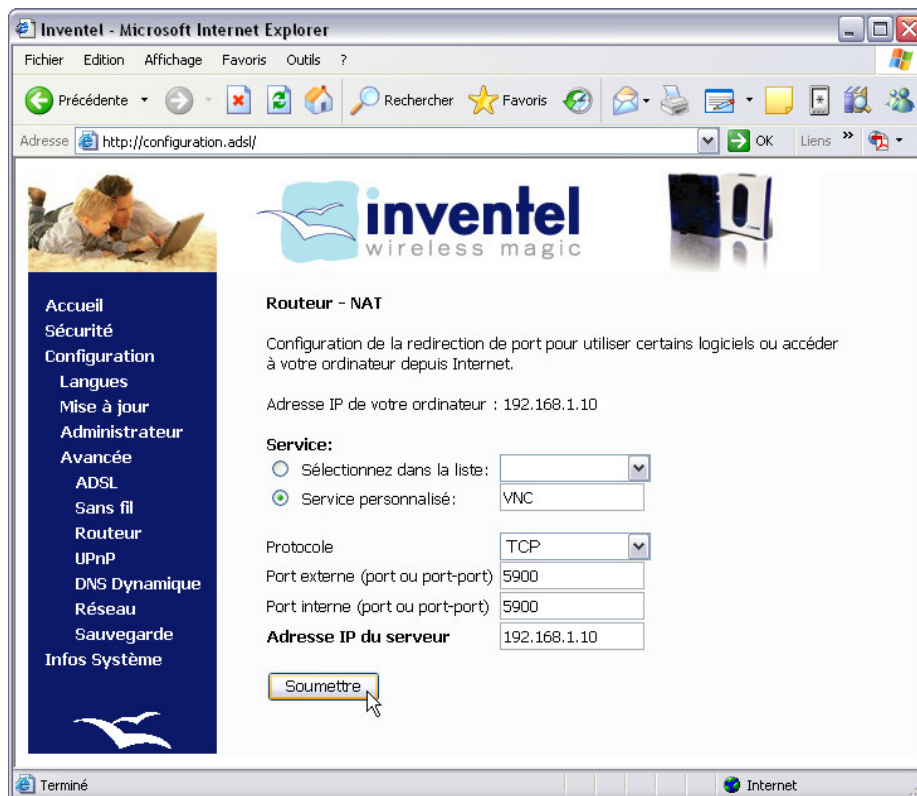 Inventel - Microsoft Internet Explorer
Fichier Edition Affichage Favoris Outils ?
Précédente Rechercher Favoris
Adresse http://configuration.adsl/ OK Liens »
inventel
wireless magic
Accueil
Sécurité
Configuration
Langues
Mise à jour
Administrateur
Avancée
ADSL
Sans fil
Routeur
UPnP
DNS Dynamique
Réseau
Sauvegarde
Infos Système
Routeur - NAT
Configuration de la redirection de port pour utiliser certains logiciels ou accéder
à votre ordinateur depuis Internet.
Adresse IP de votre ordinateur : 192.168.1.10
Service:
Sélectionnez dans la liste:
Service personnalisé: VNC
Protocole TCP
Port externe (port ou port-port) 5900
Port interne (port ou port-port) 5900
Adresse IP du serveur 192.168.1.10
Soumettre
Terminé Internet